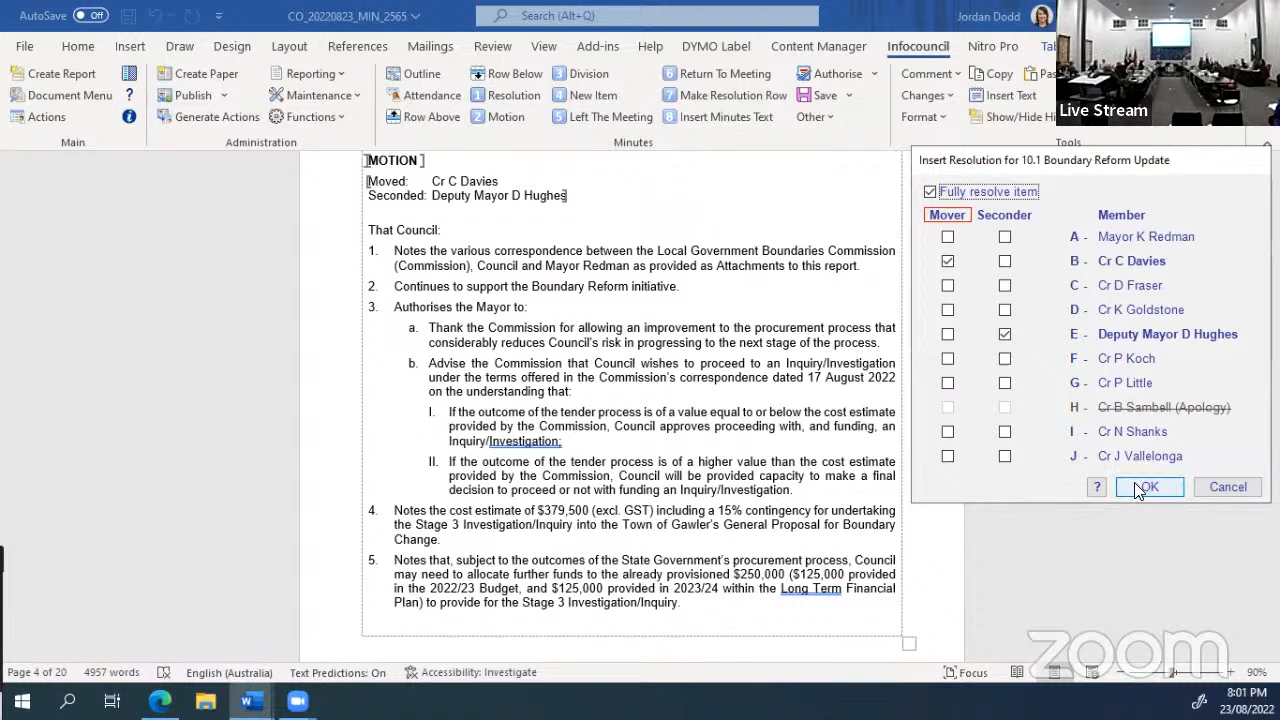 AutoSave Off
CO_20220823_MIN_2565
Search (Alt+Q)
Jordan Dodd
File Home Insert Draw Design Layout References Mailings Review View Add-ins Help DYMO Label Content Manager Infocouncil Nitro Pro Tab
Create Report Create Paper Reporting Outline Row Below 3 Division 6 Return To Meeting Authorise Comment Copy Pas
Document Menu ? Publish Maintenance Attendance 1 Resolution 4 New Item 7 Make Resolution Row Save Changes Insert Text
Actions Generate Actions Functions Row Above 2 Motion 5 Left The Meeting 8 Insert Minutes Text Other Format Show/Hide H
Main Administration Minutes Tools
Live Stream
MOTION
Moved: Cr C Davies
Seconded: Deputy Mayor D Hughes
That Council:
1. Notes the various correspondence between the Local Government Boundaries Commission
(Commission), Council and Mayor Redman as provided as Attachments to this report.
2. Continues to support the Boundary Reform initiative.
3. Authorises the Mayor to:
a. Thank the Commission for allowing an improvement to the procurement process that
considerably reduces Council's risk in progressing to the next stage of the process.
b. Advise the Commission that Council wishes to proceed to an Inquiry/Investigation
under the terms offered in the Commission's correspondence dated 17 August 2022
on the understanding that:
I. If the outcome of the tender process is of a value equal to or below the cost estimate
provided by the Commission, Council approves proceeding with, and funding, an
Inquiry/Investigation;
II. If the outcome of the tender process is of a higher value than the cost estimate
provided by the Commission, Council will be provided capacity to make a final
decision to proceed or not with funding an Inquiry/Investigation.
4. Notes the cost estimate of $379,500 (excl. GST) including a 15% contingency for undertaking
the Stage 3 Investigation/Inquiry into the Town of Gawler's General Proposal for Boundary
Change.
5. Notes that, subject to the outcomes of the State Government's procurement process, Council
may need to allocate further funds to the already provisioned $250,000 ($125,000 provided
in the 2022/23 Budget, and $125,000 provided in 2023/24 within the Long Term Financial
Plan) to provide for the Stage 3 Investigation/Inquiry.
Insert Resolution for 10.1 Boundary Reform Update
Fully resolve item
Mover Seconder Member
A - Mayor K Redman
B - Cr C Davies
C - Cr D Fraser
D - Cr K Goldstone
E - Deputy Mayor D Hughes
F - Cr P Koch
G - Cr P Little
H - Cr B Sambell (Apology)
I - Cr N Shanks
J - Cr J Vallelonga
? OK Cancel
zoom
Page 4 of 20 4957 words English (Australia) Text Predictions: On Accessibility: Investigate Focus 90%
8:01 PM
23/08/2022